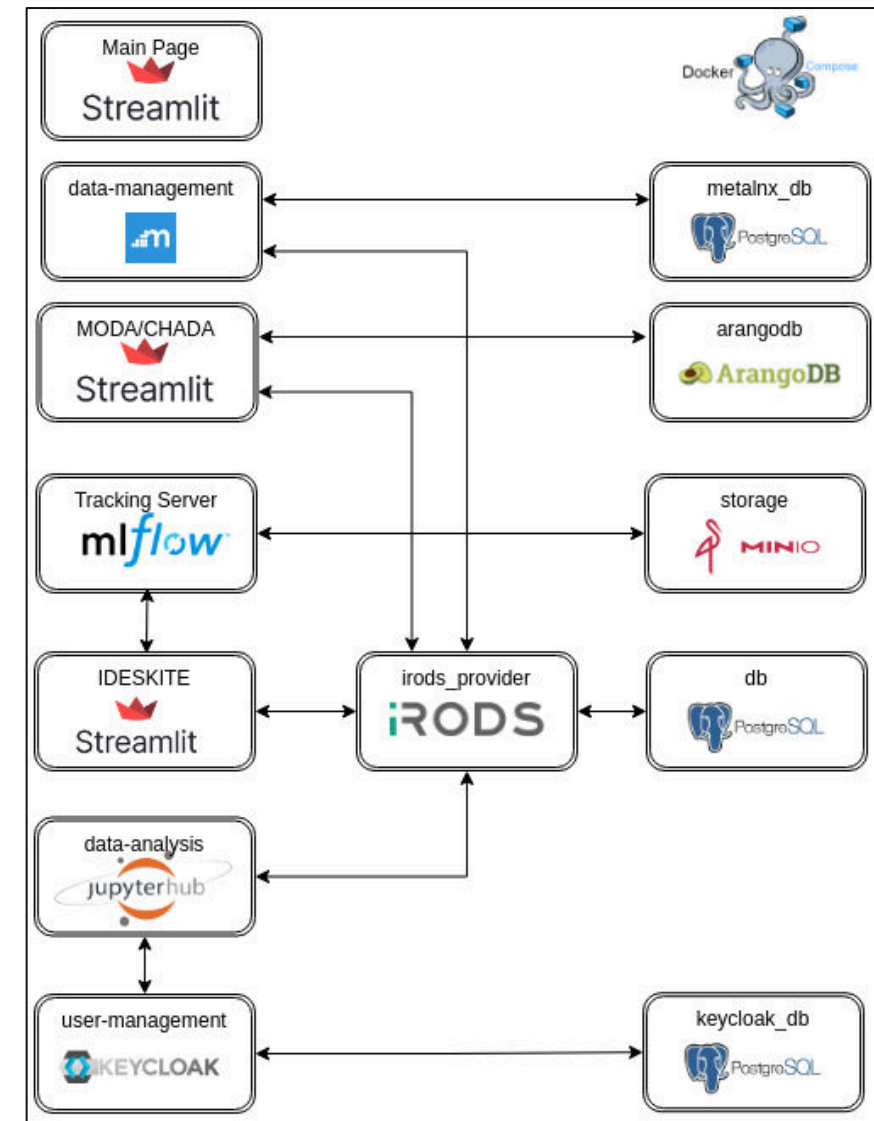 Main Page
Streamlit
Docker Compose
data-management
m
metalnx_db
PostgreSQL
MODA/CHADA
Streamlit
arangodb
ArangoDB
Tracking Server
mlflow™
storage
MINIO
IDESKITE
Streamlit
irods_provider
iRODS
db
PostgreSQL
data-analysis
jupyterhub
user-management
KEYCLOAK
keycloak_db
PostgreSQL